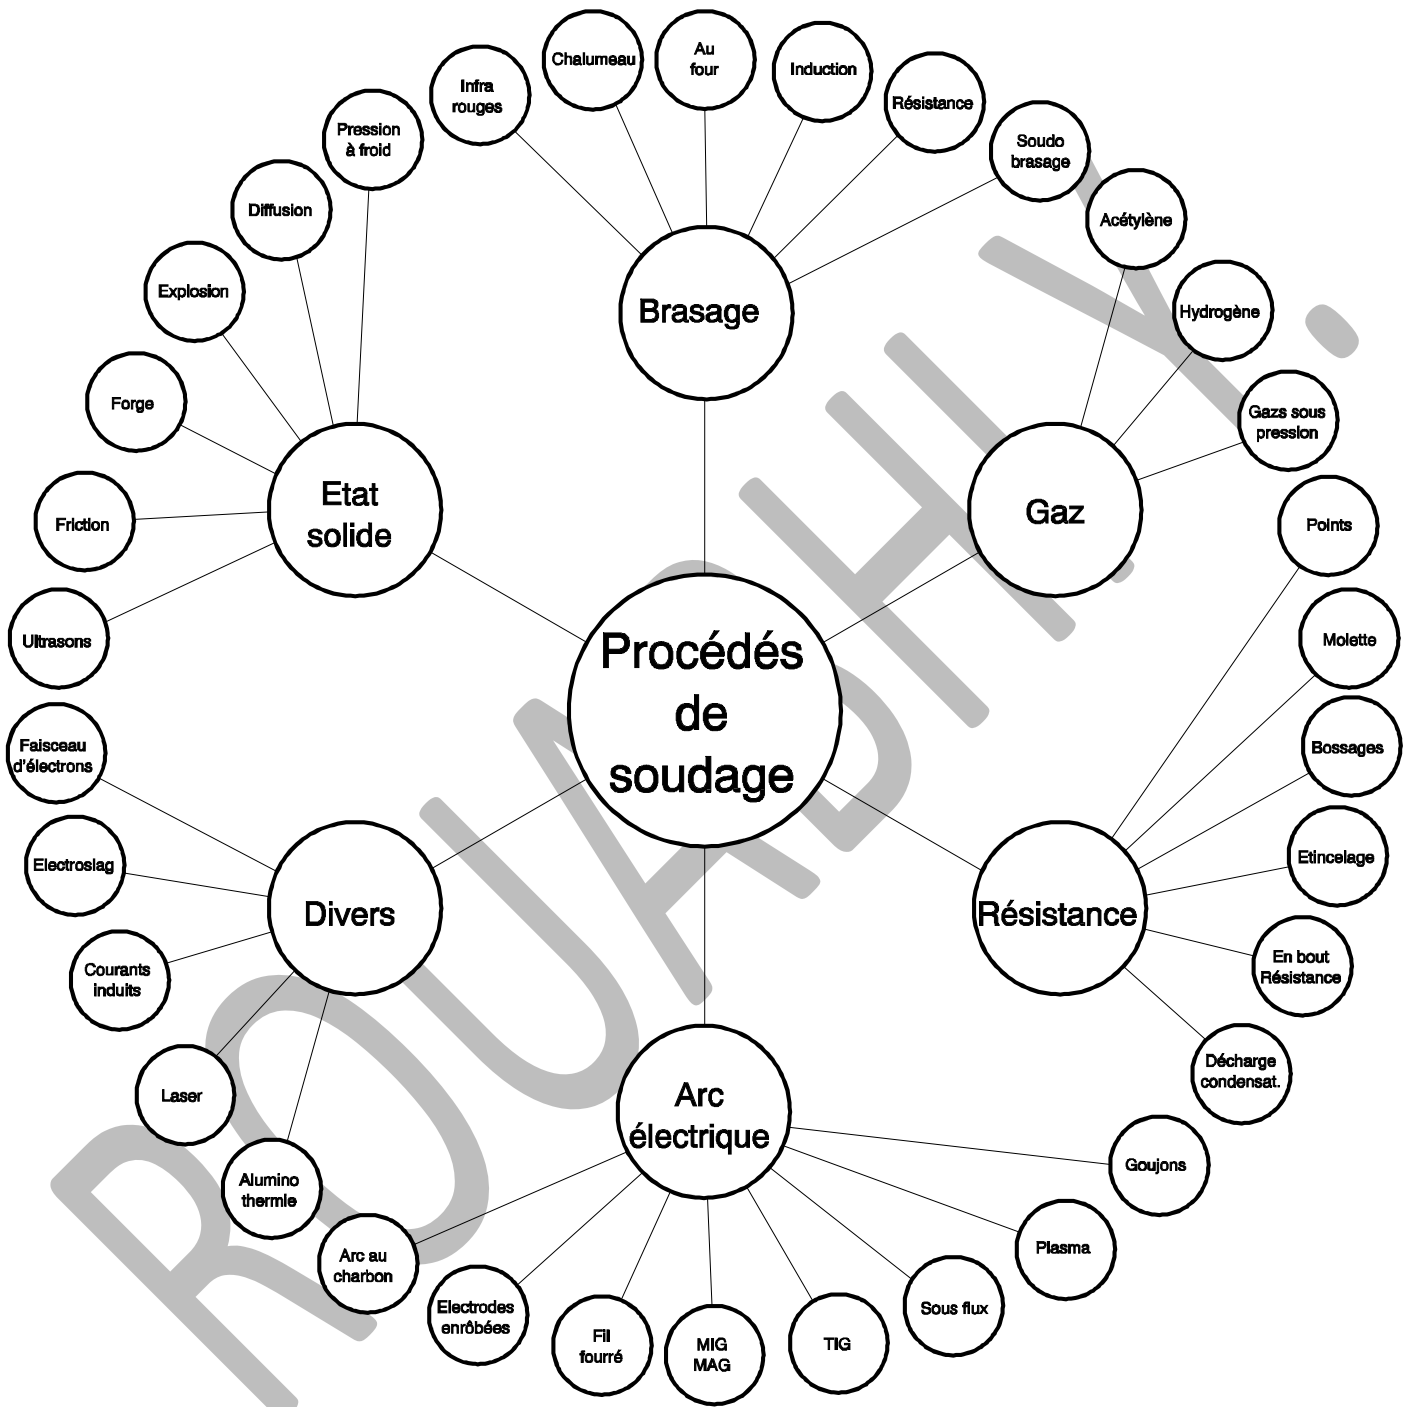 Procédés
de
soudage
Brasage
Infra
rouges
Chalumeau
Au
four
Induction
Résistance
Soudo
brasage
Gaz
Acétylène
Hydrogène
Gazs sous
pression
Résistance
Points
Molette
Bossages
Etincelage
En bout
Résistance
Décharge
condensat.
Arc
électrique
Goujons
Plasma
Sous flux
TIG
MIG
MAG
Fil
fourré
Electrodes
enrôbées
Arc au
charbon
Divers
Alumino
thermie
Laser
Courants
induits
Electroslag
Faisceau
d'électrons
Etat
solide
Ultrasons
Friction
Forge
Explosion
Diffusion
Pression
à froid
ROUABHI Y.